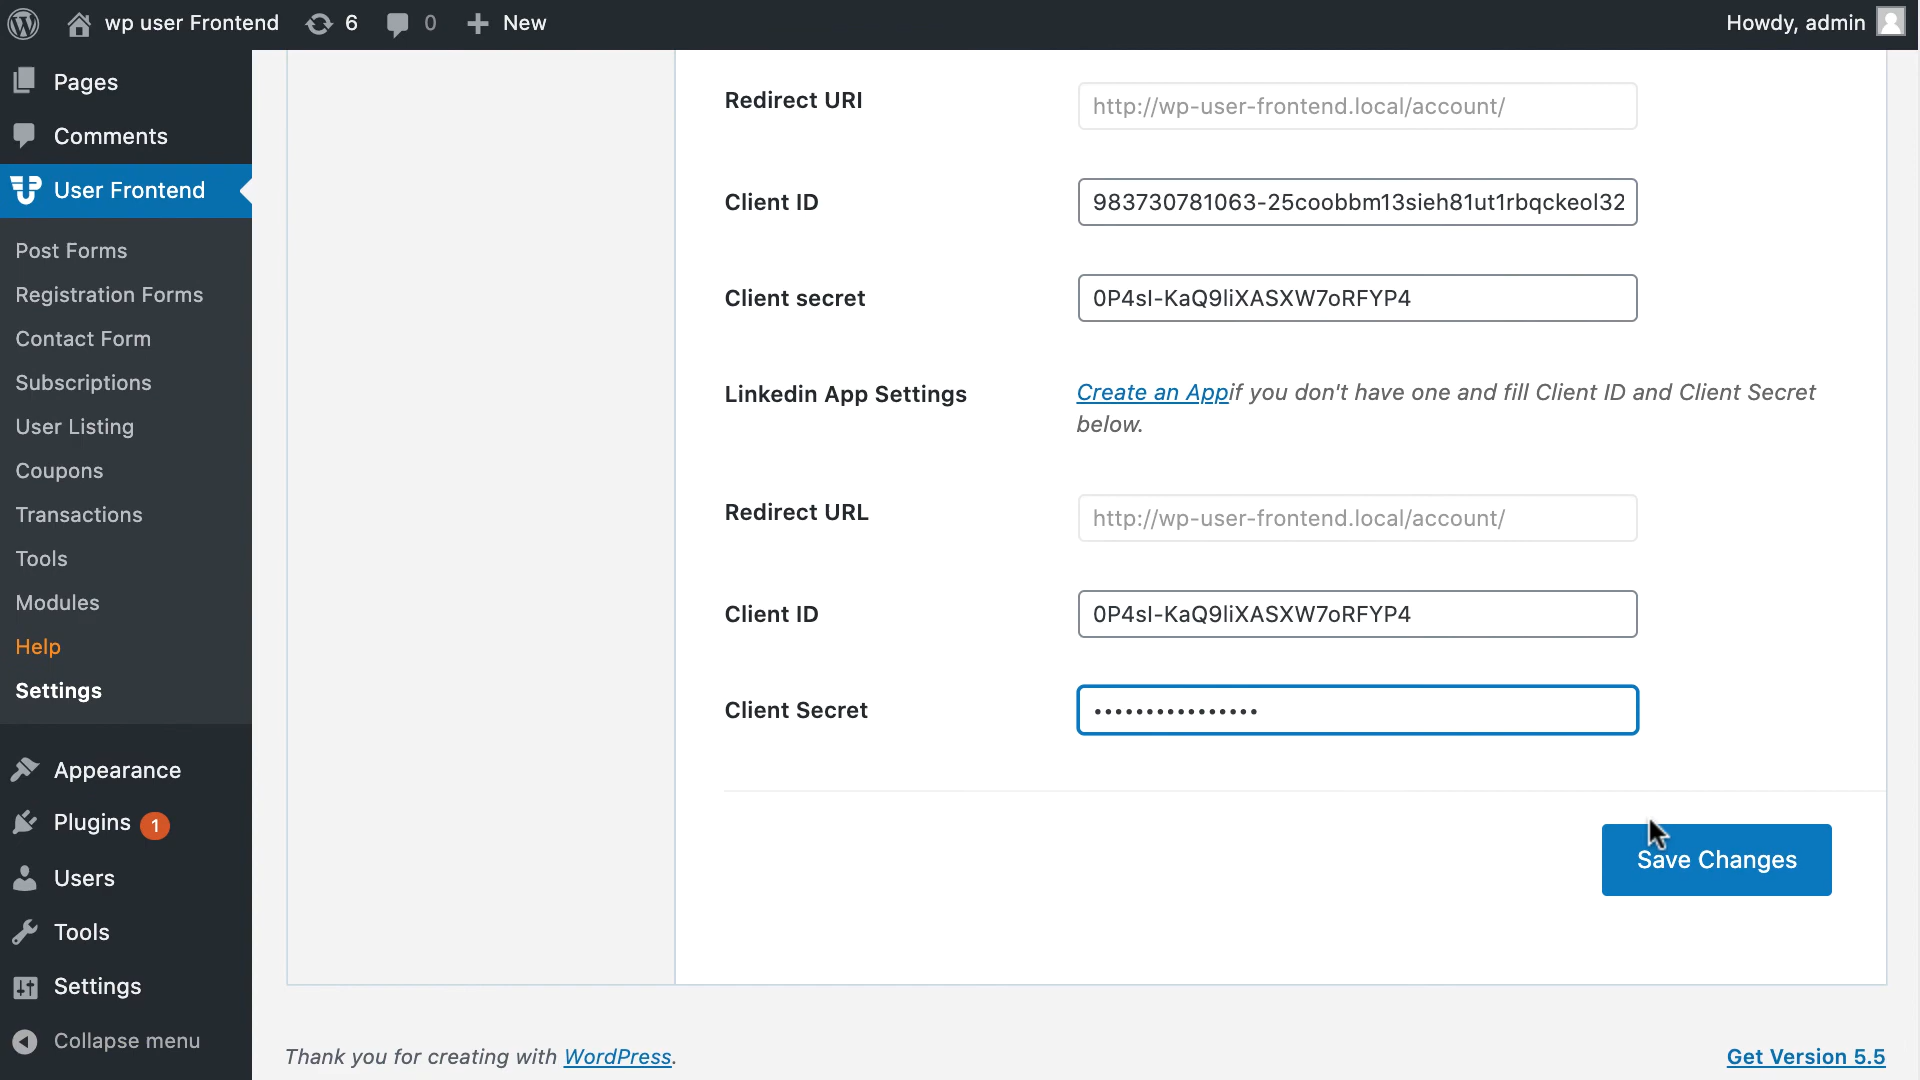 wp user Frontend
6
0
New
Howdy, admin
Pages
Comments
User Frontend
Post Forms
Registration Forms
Contact Form
Subscriptions
User Listing
Coupons
Transactions
Tools
Modules
Help
Settings
Appearance
Plugins 1
Users
Tools
Settings
Collapse menu
Redirect URI
http://wp-user-frontend.local/account/
Client ID
983730781063-25coobbm13sieh81ut1rbqckeol32
Client secret
0P4sI-KaQ9liXASXW7oRFYP4
Linkedin App Settings
Create an Appif you don't have one and fill Client ID and Client Secret
below.
Redirect URL
http://wp-user-frontend.local/account/
Client ID
0P4sI-KaQ9liXASXW7oRFYP4
Client Secret
••••••••••••••••
Save Changes
Thank you for creating with WordPress.
Get Version 5.5